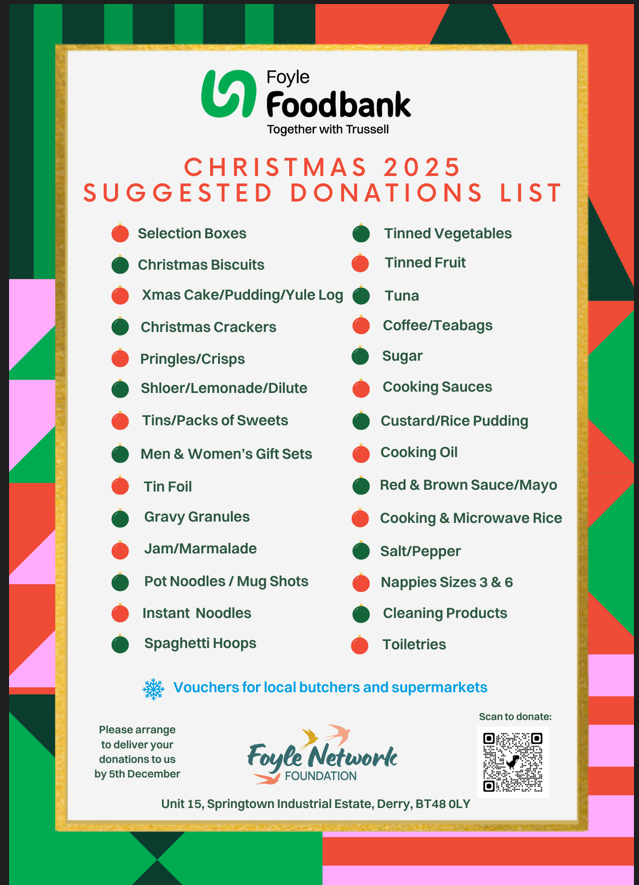 Foyle
Foodbank
Together with Trussell
CHRISTMAS 2025
SUGGESTED DONATIONS LIST
Selection Boxes
Christmas Biscuits
Xmas Cake/Pudding/Yule Log
Christmas Crackers
Pringles/Crisps
Shloer/Lemonade/Dilute
Tins/Packs of Sweets
Men & Women's Gift Sets
Tin Foil
Gravy Granules
Jam/Marmalade
Pot Noodles / Mug Shots
Instant Noodles
Spaghetti Hoops
Tinned Vegetables
Tinned Fruit
Tuna
Coffee/Teabags
Sugar
Cooking Sauces
Custard/Rice Pudding
Cooking Oil
Red & Brown Sauce/Mayo
Cooking & Microwave Rice
Salt/Pepper
Nappies Sizes 3 & 6
Cleaning Products
Toiletries
Vouchers for local butchers and supermarkets
Please arrange
to deliver your
donations to us
by 5th December
Foyle Network
FOUNDATION
Scan to donate:
Unit 15, Springtown Industrial Estate, Derry, BT48 0LY